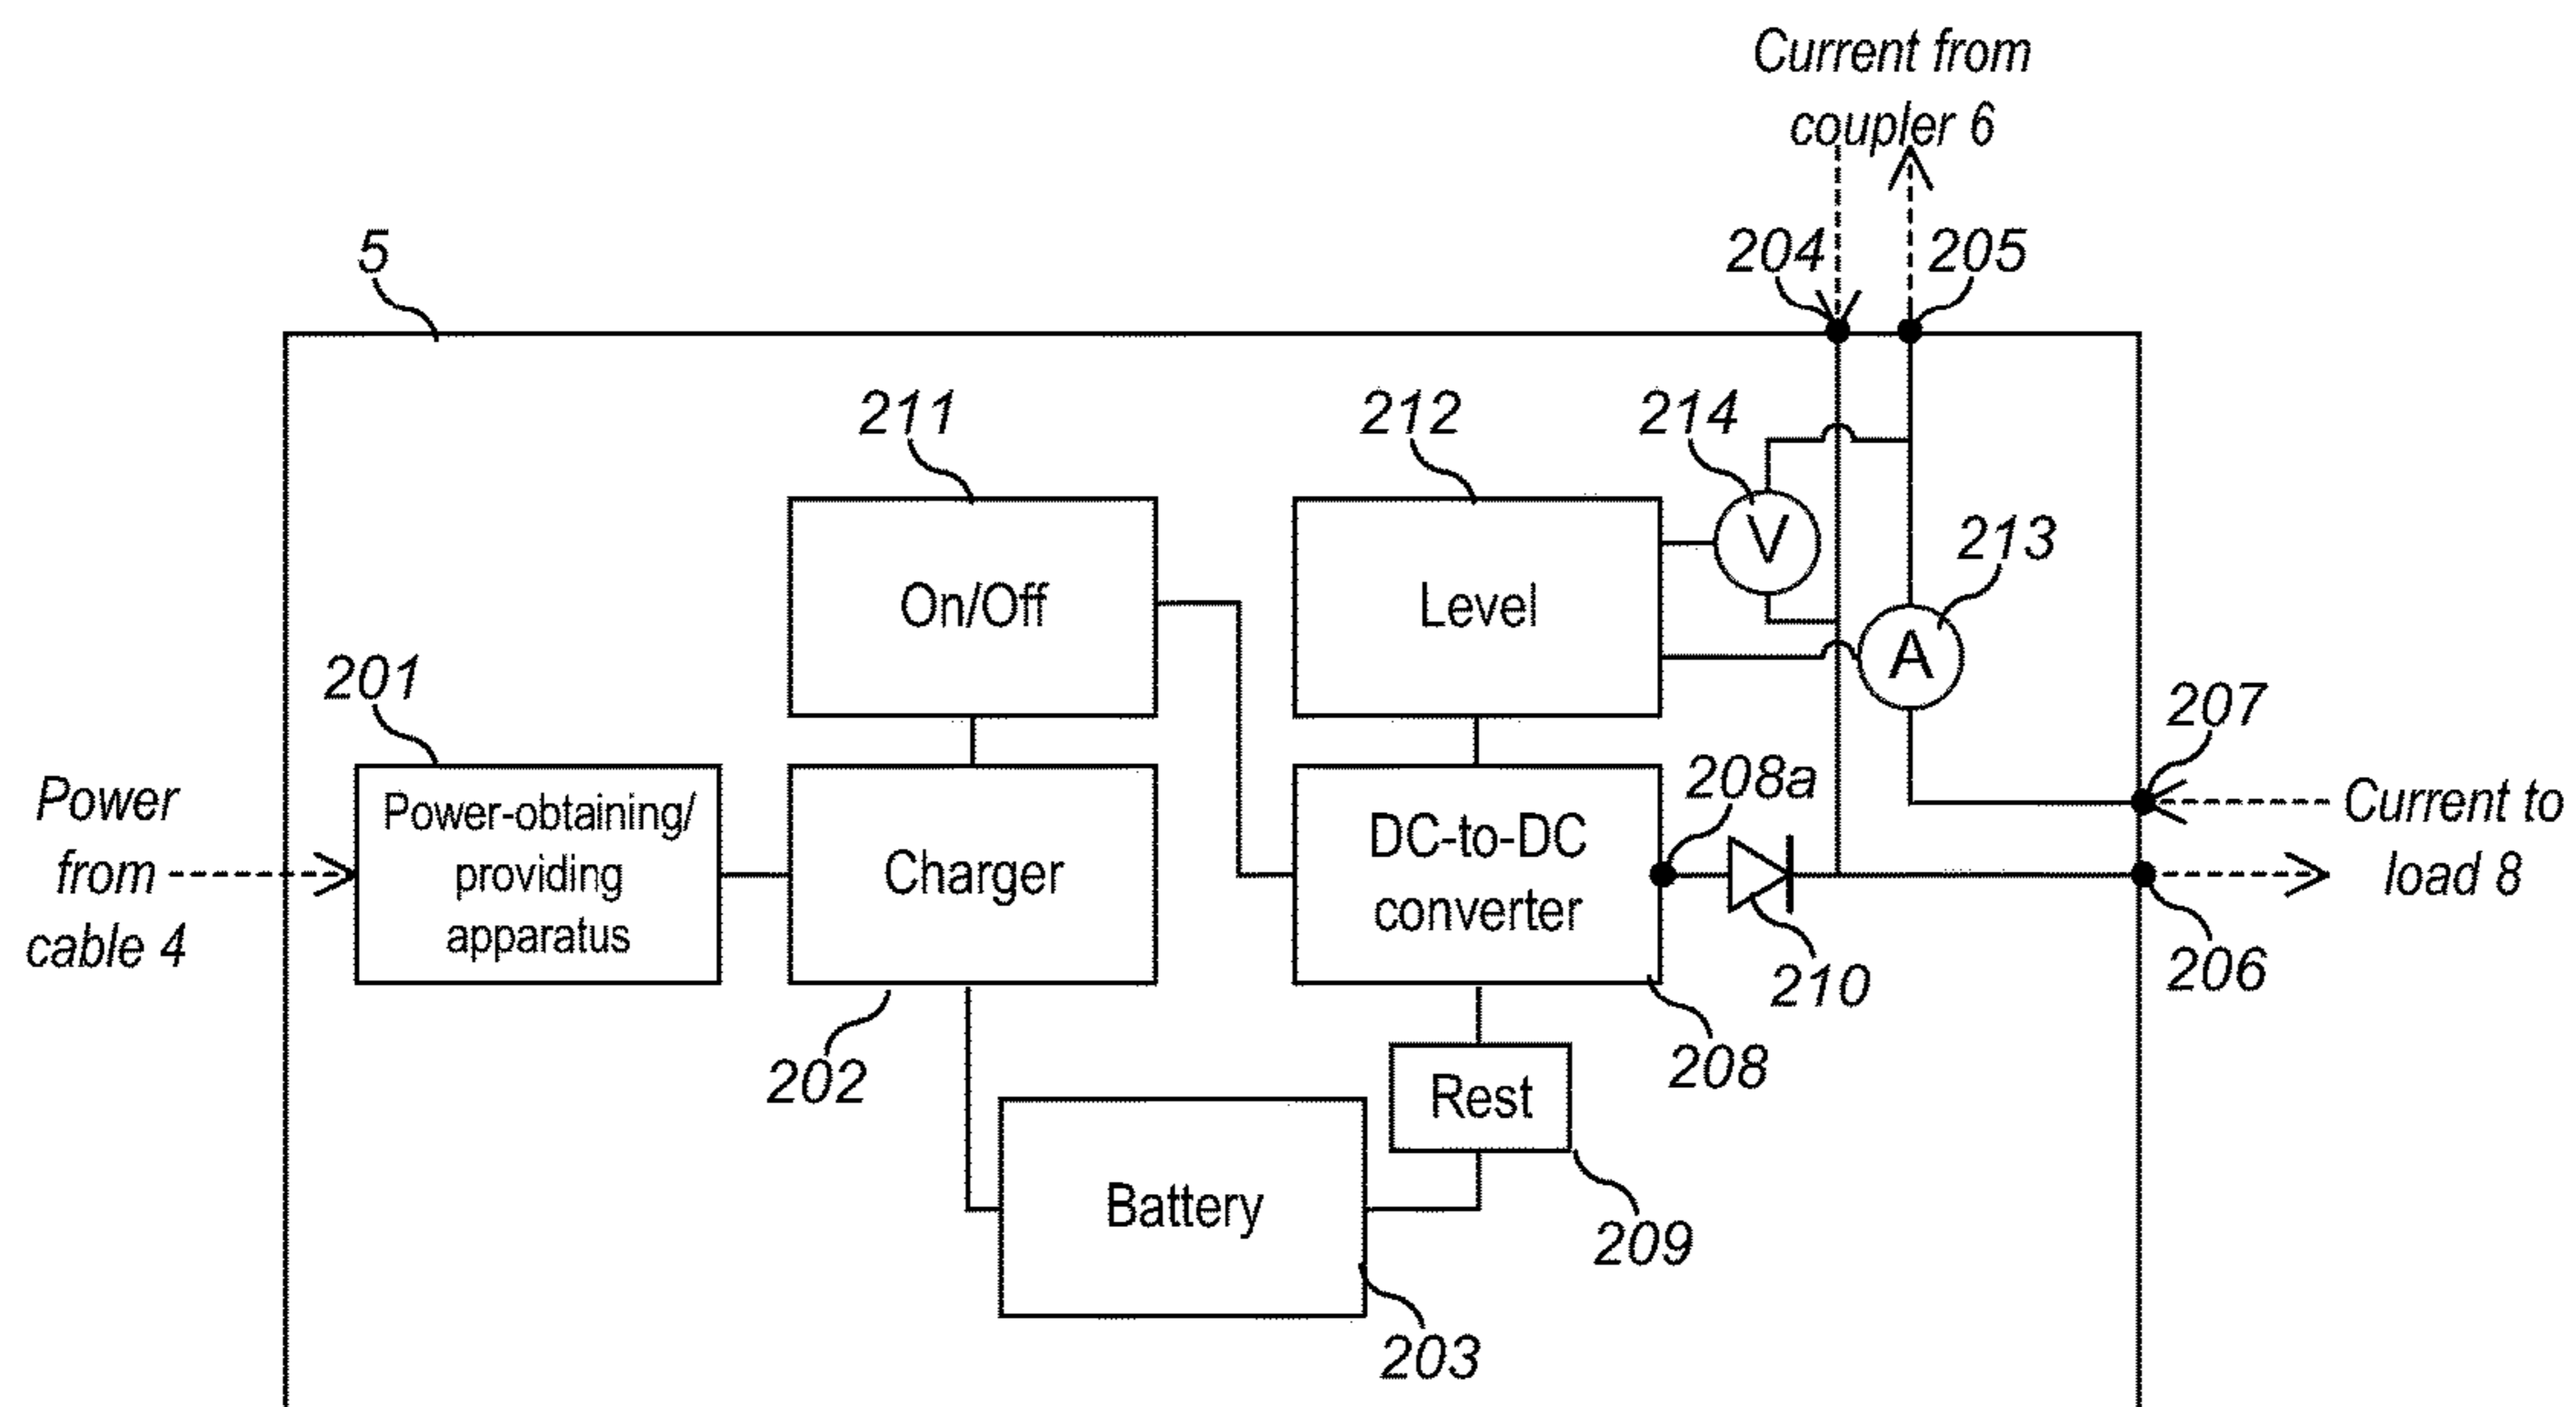 Current from
coupler 6
5
204
205
211
212
214
V
213
On/Off
Level
A
201
207
Power
from
cable 4
Power-obtaining/
providing
apparatus
Charger
DC-to-DC
converter
208a
Current to
load 8
210
206
202
208
Rest
Battery
209
203